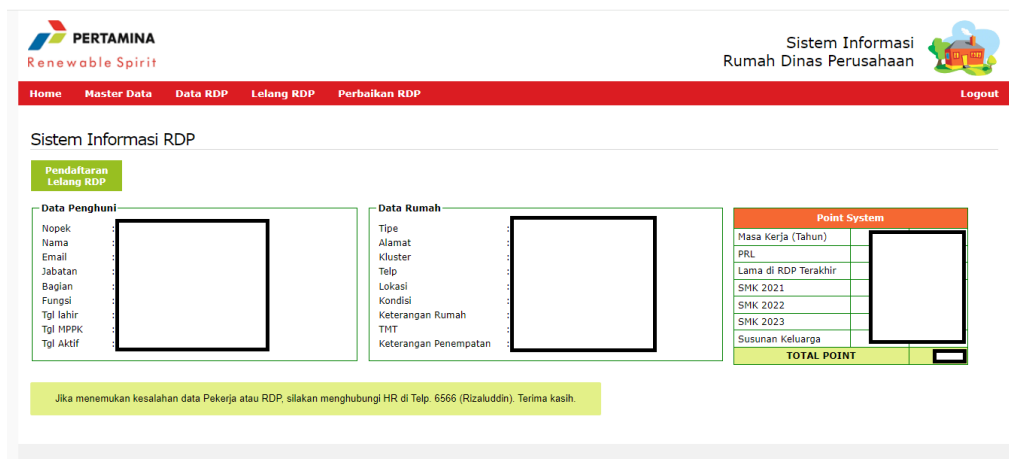 PERTAMINA
Renewable Spirit
Sistem Informasi
Rumah Dinas Perusahaan
Home Master Data Data RDP Lelang RDP Perbaikan RDP Logout
Sistem Informasi RDP
Pendaftaran
Lelang RDP
Data Penghuni
Nopek :
Nama :
Email :
Jabatan :
Bagian :
Fungsi :
Tgl lahir :
Tgl MPPK :
Tgl Aktif :
Data Rumah
Tipe :
Alamat :
Kluster :
Telp :
Lokasi :
Kondisi :
Keterangan Rumah :
TMT :
Keterangan Penempatan :
Point System
Masa Kerja (Tahun)
PRL
Lama di RDP Terakhir
SMK 2021
SMK 2022
SMK 2023
Susunan Keluarga
TOTAL POINT
Jika menemukan kesalahan data Pekerja atau RDP, silakan menghubungi HR di Telp. 6566 (Rizaluddin). Terima kasih.